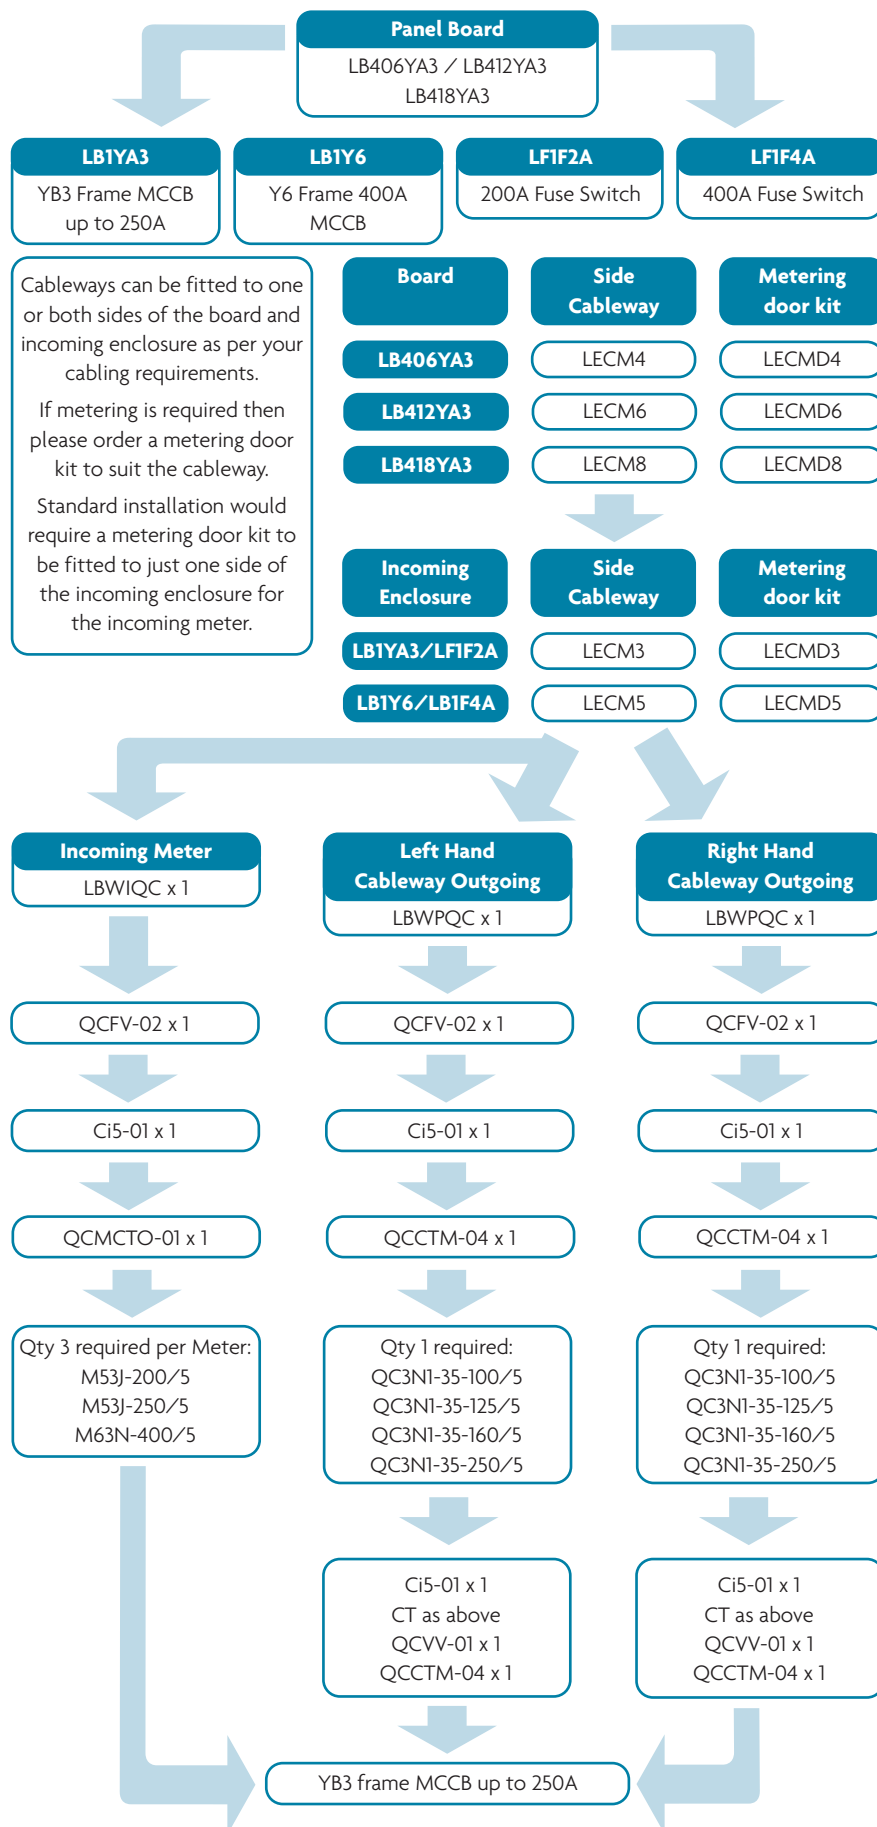 Panel Board
LB406YA3 / LB412YA3
LB418YA3
LB1YA3
YB3 Frame MCCB
up to 250A
LB1Y6
Y6 Frame 400A
MCCB
LF1F2A
200A Fuse Switch
LF1F4A
400A Fuse Switch
Cableways can be fitted to one
or both sides of the board and
incoming enclosure as per your
cabling requirements.
If metering is required then
please order a metering door
kit to suit the cableway.
Standard installation would
require a metering door kit to
be fitted to just one side of
the incoming enclosure for
the incoming meter.
Board
Side
Cableway
Metering
door kit
LB406YA3
LECM4
LECMD4
LB412YA3
LECM6
LECMD6
LB418YA3
LECM8
LECMD8
Incoming
Enclosure
Side
Cableway
Metering
door kit
LB1YA3/LF1F2A
LECM3
LECMD3
LB1Y6/LB1F4A
LECM5
LECMD5
Incoming Meter
LBWIQC x 1
QCFV-02 x 1
Ci5-01 x 1
QCMCTO-01 x 1
Qty 3 required per Meter:
M53J-200/5
M53J-250/5
M63N-400/5
Left Hand
Cableway Outgoing
LBWPQC x 1
QCFV-02 x 1
Ci5-01 x 1
QCCTM-04 x 1
Qty 1 required:
QC3N1-35-100/5
QC3N1-35-125/5
QC3N1-35-160/5
QC3N1-35-250/5
Ci5-01 x 1
CT as above
QCVV-01 x 1
QCCTM-04 x 1
Right Hand
Cableway Outgoing
LBWPQC x 1
QCFV-02 x 1
Ci5-01 x 1
QCCTM-04 x 1
Qty 1 required:
QC3N1-35-100/5
QC3N1-35-125/5
QC3N1-35-160/5
QC3N1-35-250/5
Ci5-01 x 1
CT as above
QCVV-01 x 1
QCCTM-04 x 1
YB3 frame MCCB up to 250A